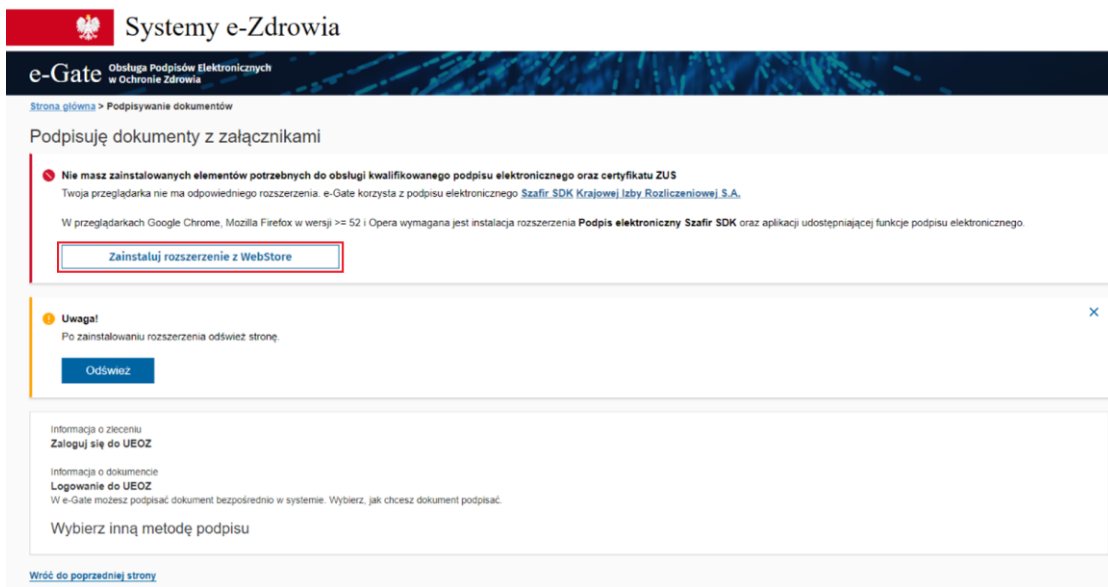 Systemy e-Zdrowia
e-Gate Obsługa Podpisów Elektronicznych
w Ochronie Zdrowia
Strona główna > Podpisywanie dokumentów
Podpisuję dokumenty z załącznikami
Nie masz zainstalowanych elementów potrzebnych do obsługi kwalifikowanego podpisu elektronicznego oraz certyfikatu ZUS
Twoja przeglądarka nie ma odpowiedniego rozszerzenia. e-Gate korzysta z podpisu elektronicznego Szafir SDK Krajowej Izby Rozliczeniowej S.A.
W przeglądarkach Google Chrome, Mozilla Firefox w wersji >= 52 i Opera wymagana jest instalacja rozszerzenia Podpis elektroniczny Szafir SDK oraz aplikacji udostępniającej funkcje podpisu elektronicznego.
Zainstaluj rozszerzenie z WebStore
Uwaga!
Po zainstalowaniu rozszerzenia odśwież stronę.
Odśwież
Informacja o zleceniu
Zaloguj się do UEOZ
Informacja o dokumencie
Logowanie do UEOZ
W e-Gate możesz podpisać dokument bezpośrednio w systemie. Wybierz, jak chcesz dokument podpisać.
Wybierz inną metodę podpisu
Wróć do poprzedniej strony